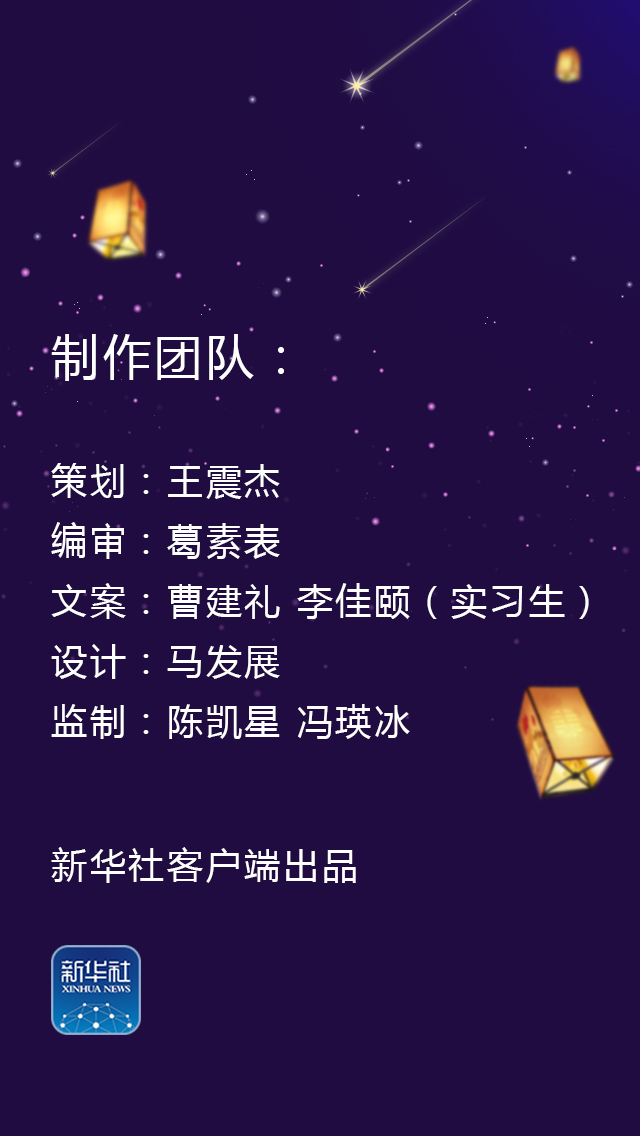 制作团队：
策划：王震杰
编审：葛素表
文案：曹建礼 李佳颐（实习生）
设计：马发展
监制：陈凯星 冯瑛冰
新华社客户端出品
新华社
XINHUA NEWS